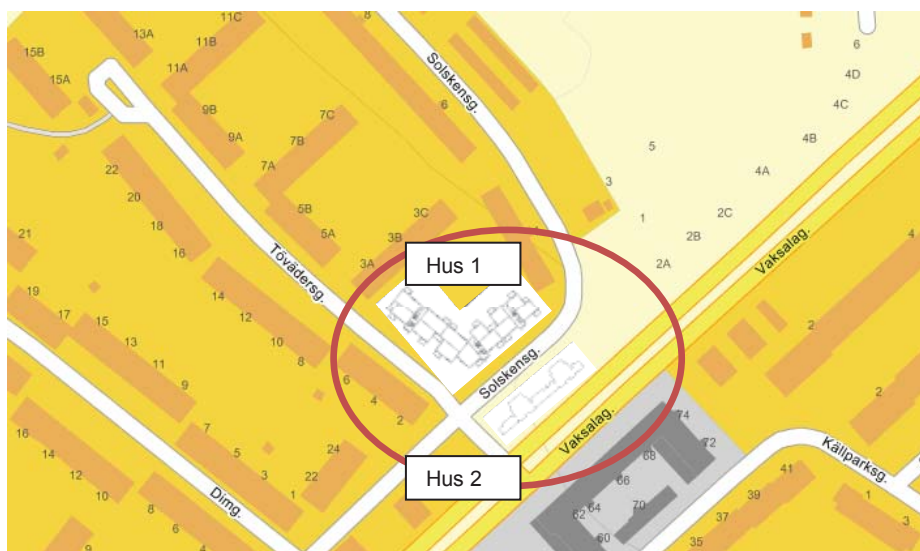 11C
8
13A
11B
15B
15A
11A
Solskensg.
6
4D
4C
9B
7C
6
9A
7B
4B
5
22
7A
4A
20
3
5B
3C
1
2C
18
5A
3B
2B
4
21
16
Tövädersg.
3A
Hus 1
2A
Vaksalag.
19
14
17
15
12
2
13
10
8
Solskensg.
11
6
9
4
2
2
Vaksalag.
74
16
7
24
72
14
5
68
Källparksg.
12
3
22
Hus 2
66
41
10
1
64
70
39
1
8
Dimg.
62
37
3
6
60
35
9
4